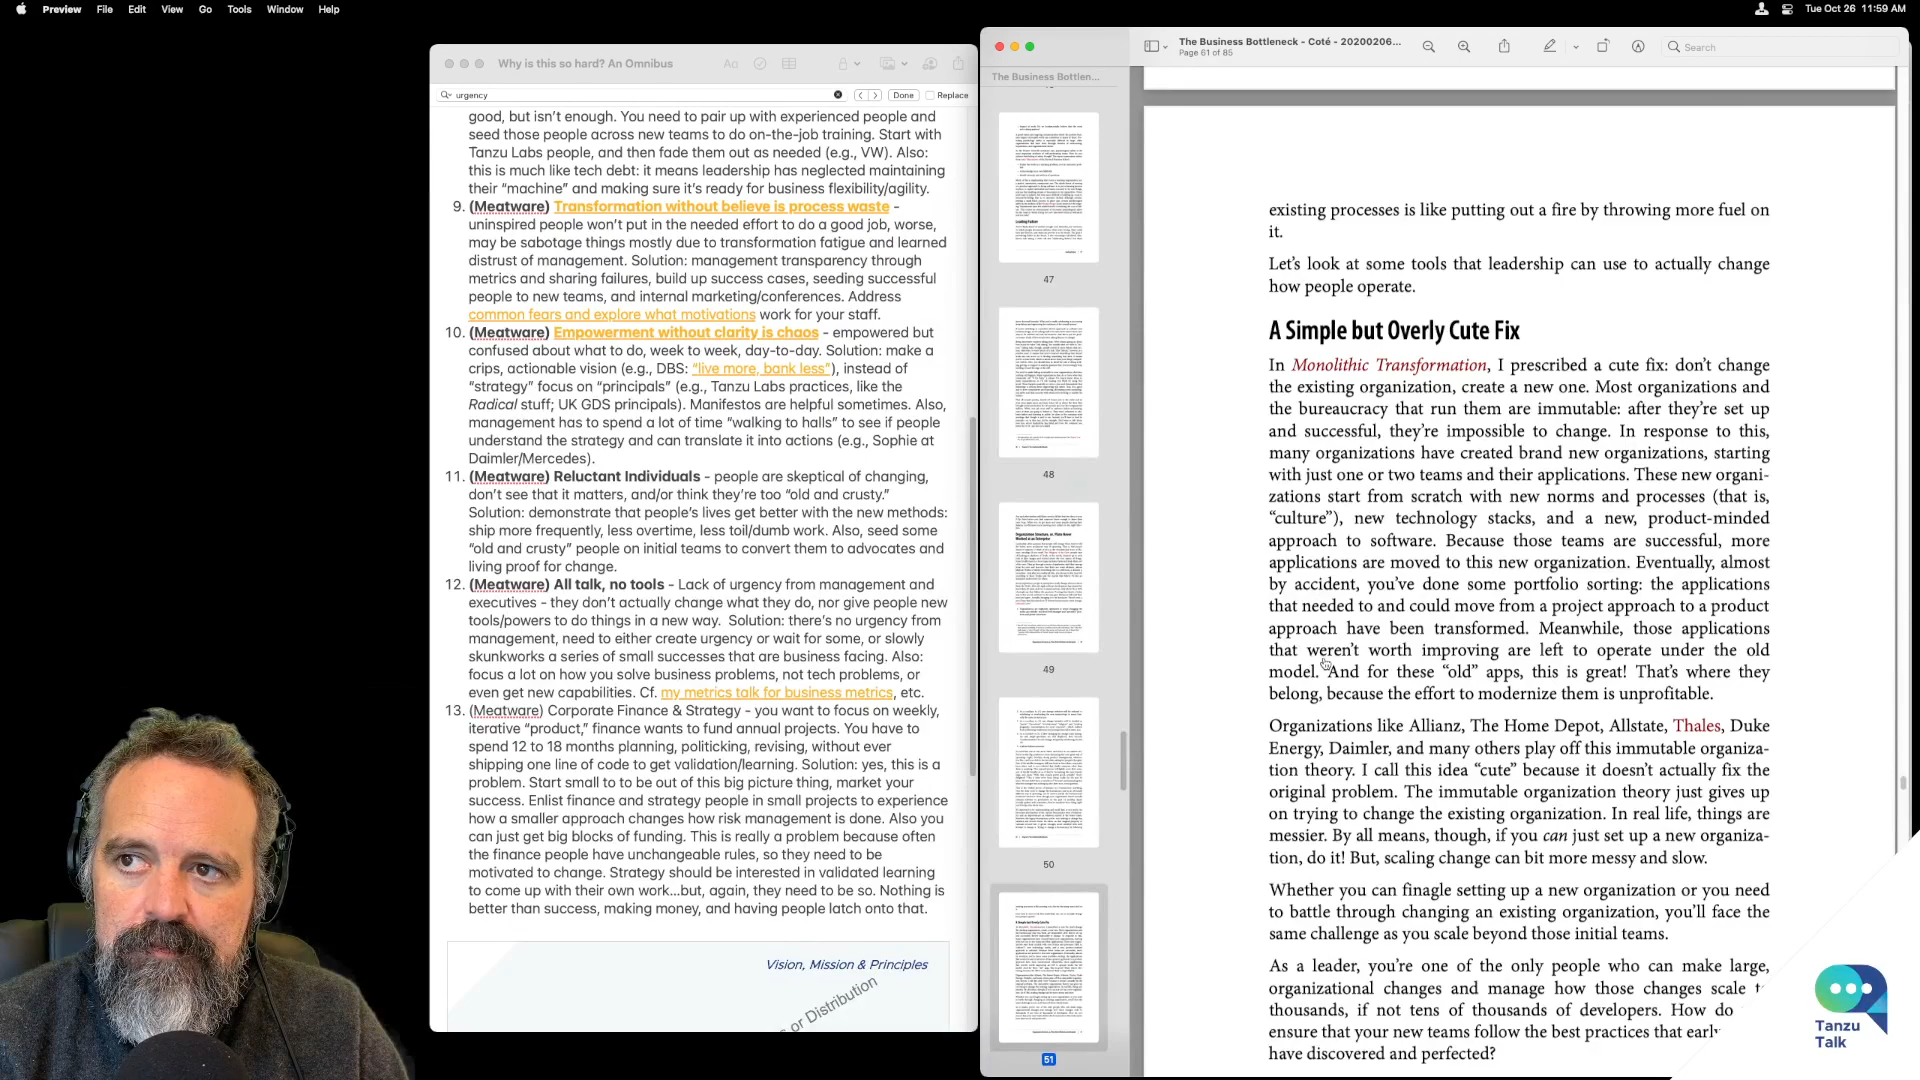 Preview File Edit View Go Tools Window Help
Tue Oct 26 11:59 AM
Why is this so hard? An Omnibus
Aa
urgency
Done
Replace
good, but isn’t enough. You need to pair up with experienced people and
seed those people across new teams to do on-the-job training. Start with
Tanzu Labs people, and then fade them out as needed (e.g., VW). Also:
this is much like tech debt: it means leadership has neglected maintaining
their “machine” and making sure it’s ready for business flexibility/agility.
9. (Meatware) Transformation without believe is process waste -
uninspired people won’t put in the needed effort to do a good job, worse,
may be sabotage things mostly due to transformation fatigue and learned
distrust of management. Solution: management transparency through
metrics and sharing failures, build up success cases, seeding successful
people to new teams, and internal marketing/conferences. Address
common fears and explore what motivations work for your staff.
10. (Meatware) Empowerment without clarity is chaos - empowered but
confused about what to do, week to week, day-to-day. Solution: make a
crips, actionable vision (e.g., DBS: “live more, bank less”), instead of
“strategy” focus on “principals” (e.g., Tanzu Labs practices, like the
Radical stuff; UK GDS principals). Manifestos are helpful sometimes. Also,
management has to spend a lot of time “walking to halls” to see if people
understand the strategy and can translate it into actions (e.g., Sophie at
Daimler/Mercedes).
11. (Meatware) Reluctant Individuals - people are skeptical of changing,
don’t see that it matters, and/or think they’re too “old and crusty.”
Solution: demonstrate that people’s lives get better with the new methods:
ship more frequently, less overtime, less toil/dumb work. Also, seed some
“old and crusty” people on initial teams to convert them to advocates and
living proof for change.
12. (Meatware) All talk, no tools - Lack of urgency from management and
executives - they don’t actually change what they do, nor give people new
tools/powers to do things in a new way. Solution: there’s no urgency from
management, need to either create urgency or wait for some, or slowly
skunkworks a series of small successes that are business facing. Also:
focus a lot on how you solve business problems, not tech problems, or
even get new capabilities. Cf. my metrics talk for business metrics, etc.
13. (Meatware) Corporate Finance & Strategy - you want to focus on weekly,
iterative “product,” finance wants to fund annual projects. You have to
spend 12 to 18 months planning, politicking, revising, without ever
shipping one line of code to get validation/learning. Solution: yes, this is a
problem. Start small to be out of this big picture thing, market your
success. Enlist finance and strategy people in small projects to experience
how a smaller approach changes how risk management is done. Also you
can just get big blocks of funding. This is really a problem because often
the finance people have unchangeable rules, so they need to be
motivated to change. Strategy should be interested in validated learning
to come up with their own work...but, again, they need to be so. Nothing is
better than success, making money, and having people latch onto that.
Vision, Mission & Principles
s or Distribution
The Business Bottleneck - Coté - 20200206...
Page 61 of 85
Search
The Business Bottlen...
47
48
49
50
51
existing processes is like putting out a fire by throwing more fuel on
it.
Let’s look at some tools that leadership can use to actually change
how people operate.
A Simple but Overly Cute Fix
In Monolithic Transformation, I prescribed a cute fix: don’t change
the existing organization, create a new one. Most organizations and
the bureaucracy that run them are immutable: after they’re set up
and successful, they’re impossible to change. In response to this,
many organizations have created brand new organizations, starting
with just one or two teams and their applications. These new organi-
zations start from scratch with new norms and processes (that is,
“culture”), new technology stacks, and a new, product-minded
approach to software. Because those teams are successful, more
applications are moved to this new organization. Eventually, almost
by accident, you’ve done some portfolio sorting: the applications
that needed to and could move from a project approach to a product
approach have been transformed. Meanwhile, those applications
that weren’t worth improving are left to operate under the old
model. And for these “old” apps, this is great! That’s where they
belong, because the effort to modernize them is unprofitable.
Organizations like Allianz, The Home Depot, Allstate, Thales, Duke
Energy, Daimler, and many others play off this immutable organiza-
tion theory. I call this idea “cute” because it doesn’t actually fix the
original problem. The immutable organization theory just gives up
on trying to change the existing organization. In real life, things are
messier. By all means, though, if you can just set up a new organiza-
tion, do it! But, scaling change can bit more messy and slow.
Whether you can finagle setting up a new organization or you need
to battle through changing an existing organization, you’ll face the
same challenge as you scale beyond those initial teams.
As a leader, you’re one of the only people who can make large,
organizational changes and manage how those changes scale
thousands, if not tens of thousands of developers. How do
ensure that your new teams follow the best practices that
have discovered and perfected?
Tanzu
Talk